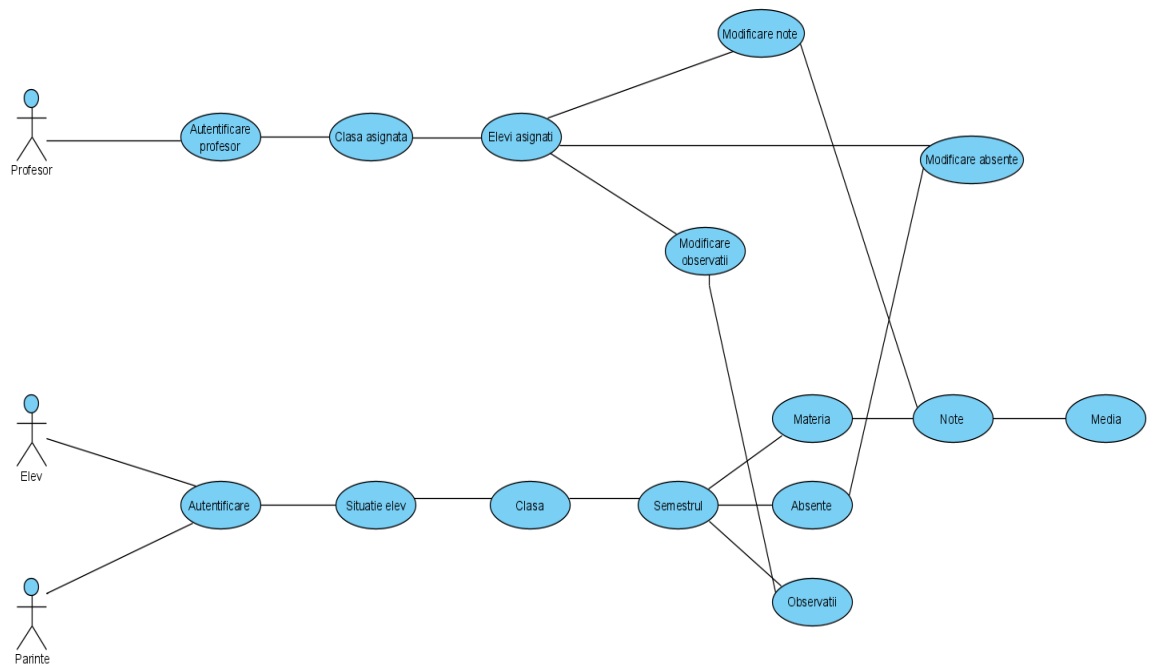 Modificare note
Autentificare
profesor
Clasa asignata
Elevi asignati
Modificare absente
Profesor
Modificare
observatii
Materia
Note
Media
Elev
Autentificare
Situatie elev
Clasa
Semestrul
Absente
Observatii
Parinte